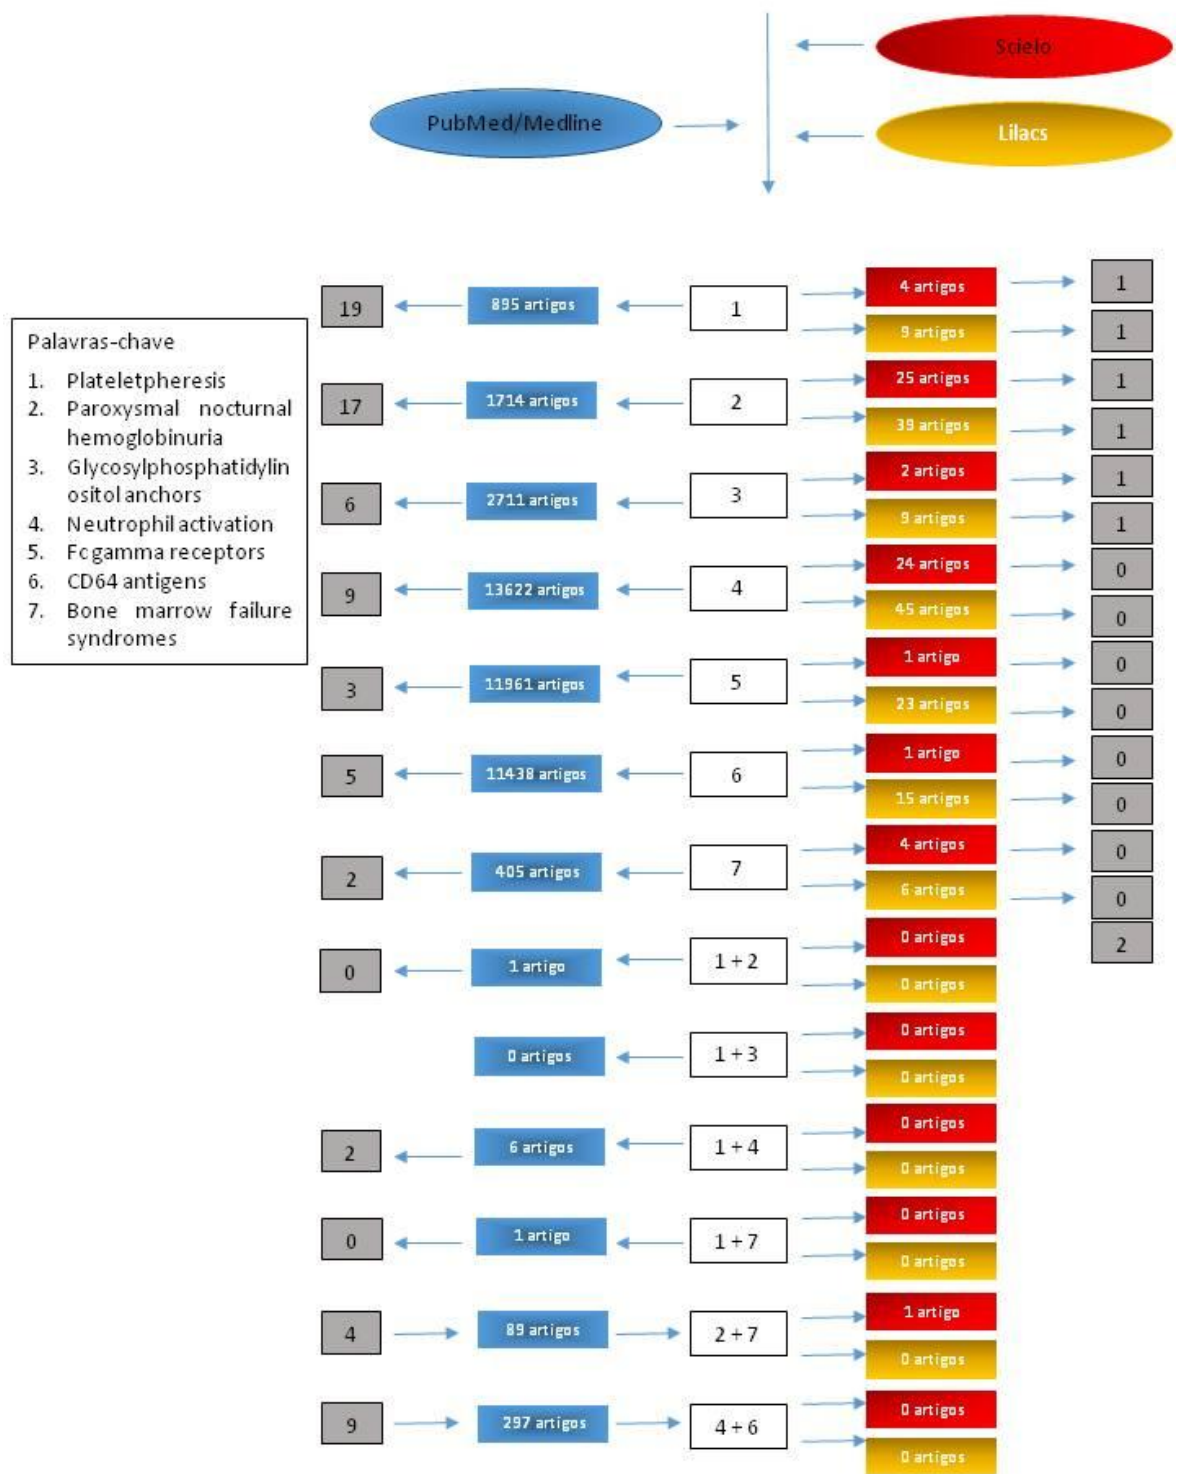 Scielo
PubMed/Medline
Lilacs
Palavras-chave
1. Plateletpheresis
2. Paroxysmal nocturnal
hemoglobinuria
3. Glycosylphosphatidylin
ositol anchors
4. Neutrophil activation
5. Fc gamma receptors
6. CD64 antigens
7. Bone marrow failure
syndromes
19 895 artigos 1 4 artigos 1
9 artigos 1
17 1714 artigos 2 25 artigos 1
39 artigos 1
6 2711 artigos 3 2 artigos 1
9 artigos 1
9 13622 artigos 4 24 artigos 0
45 artigos 0
3 11961 artigos 5 1 artigo 0
23 artigos 0
5 11438 artigos 6 1 artigo 0
15 artigos 0
2 405 artigos 7 4 artigos 0
6 artigos 0
0 1 artigo 1 + 2 0 artigos 2
0 artigos
0 artigos 1 + 3 0 artigos
0 artigos
2 6 artigos 1 + 4 0 artigos
0 artigos
0 1 artigo 1 + 7 0 artigos
0 artigos
4 89 artigos 2 + 7 1 artigo
0 artigos
9 297 artigos 4 + 6 0 artigos
0 artigos